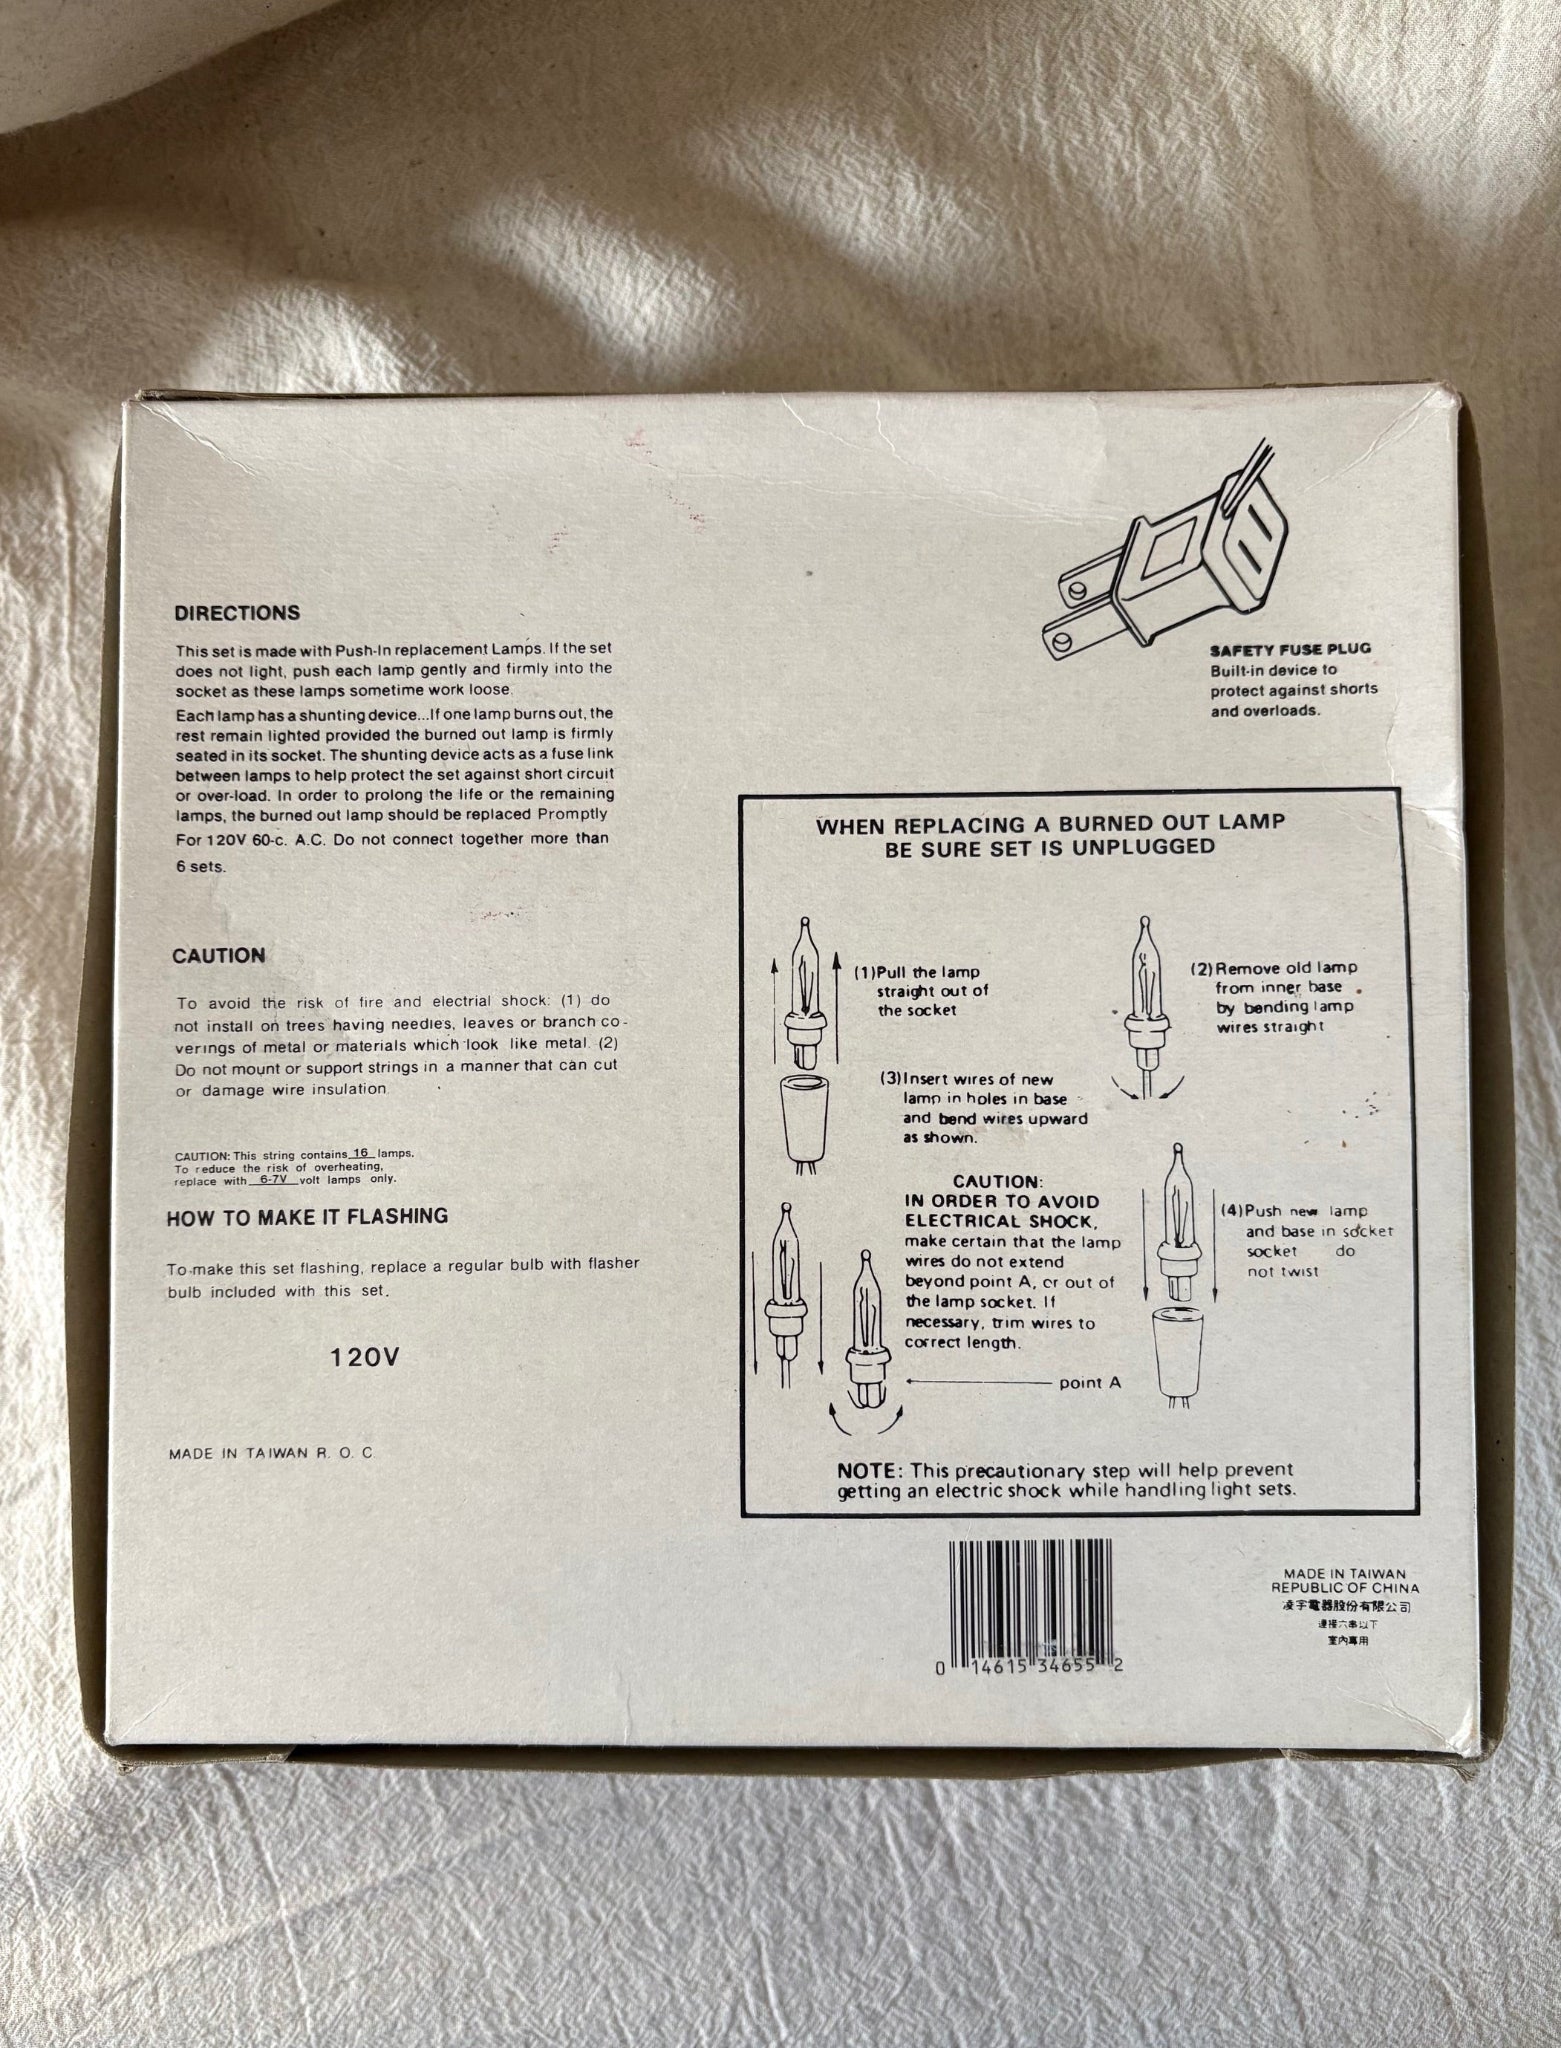 DIRECTIONS
This set is made with Push-In replacement Lamps. If the set
does not light, push each lamp gently and firmly into the
socket as these lamps sometime work loose.
Each lamp has a shunting device...If one lamp burns out, the
rest remain lighted provided the burned out lamp is firmly
seated in its socket. The shunting device acts as a fuse link
between lamps to help protect the set against short circuit
or over-load. In order to prolong the life or the remaining
lamps, the burned out lamp should be replaced Promptly
For 120V 60-c. A.C. Do not connect together more than
6 sets.
CAUTION
To avoid the risk of fire and electrial shock: (1) do
not install on trees having needles, leaves or branch co-
verings of metal or materials which look like metal. (2)
Do not mount or support strings in a manner that can cut
or damage wire insulation.
CAUTION: This string contains 16 lamps.
To reduce the risk of overheating,
replace with 6-7V volt lamps only.
HOW TO MAKE IT FLASHING
To make this set flashing, replace a regular bulb with flasher
bulb included with this set.
120V
MADE IN TAIWAN R. O. C
SAFETY FUSE PLUG
Built-in device to
protect against shorts
and overloads.
WHEN REPLACING A BURNED OUT LAMP
BE SURE SET IS UNPLUGGED
(1)Pull the lamp
straight out of
the socket
(2)Remove old lamp
from inner base
by bending lamp
wires straight
(3)Insert wires of new
lamp in holes in base
and bend wires upward
as shown.
CAUTION:
IN ORDER TO AVOID
ELECTRICAL SHOCK,
make certain that the lamp
wires do not extend
beyond point A, or out of
the lamp socket. If
necessary, trim wires to
correct length.
point A
(4)Push new lamp
and base in socket
socket do
not twist
NOTE: This precautionary step will help prevent
getting an electric shock while handling light sets.
0 14615 34655 2
MADE IN TAIWAN
REPUBLIC OF CHINA
凌宇電器股份有限公司
連接六串以下
室內專用